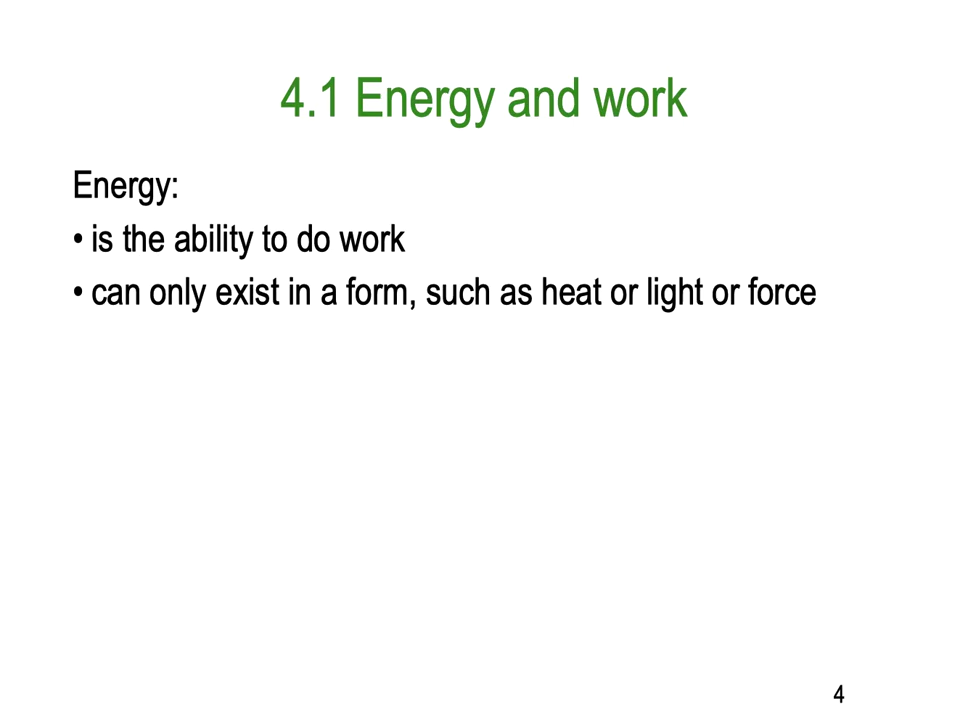 4.1 Energy and work
Energy:
• is the ability to do work
• can only exist in a form, such as heat or light or force
4